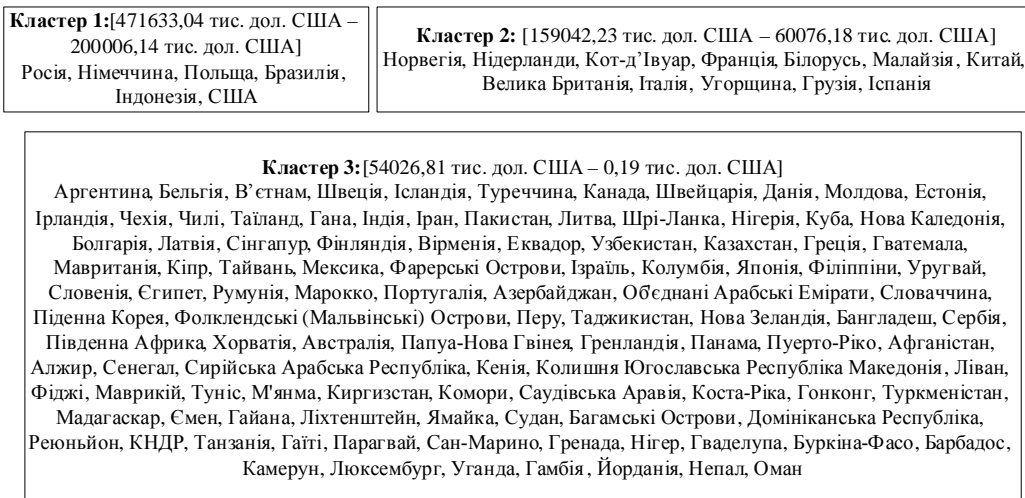 Кластер 1:[471633,04 тис. дол. США –
200006,14 тис. дол. США]
Росія, Німеччина, Польща, Бразилія,
Індонезія, США
Кластер 2: [159042,23 тис. дол. США – 60076,18 тис. дол. США]
Норвегія, Нідерланди, Кот-д’Івуар, Франція, Білорусь, Малайзія, Китай,
Велика Британія, Італія, Угорщина, Грузія, Іспанія
Кластер 3:[54026,81 тис. дол. США – 0,19 тис. дол. США]
Аргентина, Бельгія, В’єтнам, Швеція, Ісландія, Туреччина, Канада, Швейцарія, Данія, Молдова, Естонія,
Ірландія, Чехія, Чилі, Таїланд, Гана, Індія, Іран, Пакистан, Литва, Шрі-Ланка, Нігерія, Куба, Нова Каледонія,
Болгарія, Латвія, Сінгапур, Фінляндія, Вірменія, Еквадор, Узбекистан, Казахстан, Греція, Гватемала,
Мавританія, Кіпр, Тайвань, Мексика, Фарерські Острови, Ізраїль, Колумбія, Японія, Філіппіни, Уругвай,
Словенія, Єгипет, Румунія, Марокко, Португалія, Азербайджан, Об'єднані Арабські Емірати, Словаччина,
Піденна Корея, Фолклендські (Мальвінські) Острови, Перу, Таджикистан, Нова Зеландія, Бангладеш, Сербія,
Південна Африка, Хорватія, Австралія, Папуа-Нова Гвінея, Гренландія, Панама, Пуерто-Ріко, Афганістан,
Алжир, Сенегал, Сирійська Арабська Республіка, Кенія, Колишня Югославська Республіка Македонія, Ліван,
Фіджі, Маврикій, Туніс, М'янма, Киргизстан, Комори, Саудівська Аравія, Коста-Ріка, Гонконг, Туркменістан,
Мадагаскар, Ємен, Гайана, Ліхтенштейн, Ямайка, Судан, Багамські Острови, Домініканська Республіка,
Реюньйон, КНДР, Танзанія, Гаїті, Парагвай, Сан-Марино, Гренада, Нігер, Гваделупа, Буркіна-Фасо, Барбадос,
Камерун, Люксембург, Уганда, Гамбія, Йорданія, Непал, Оман